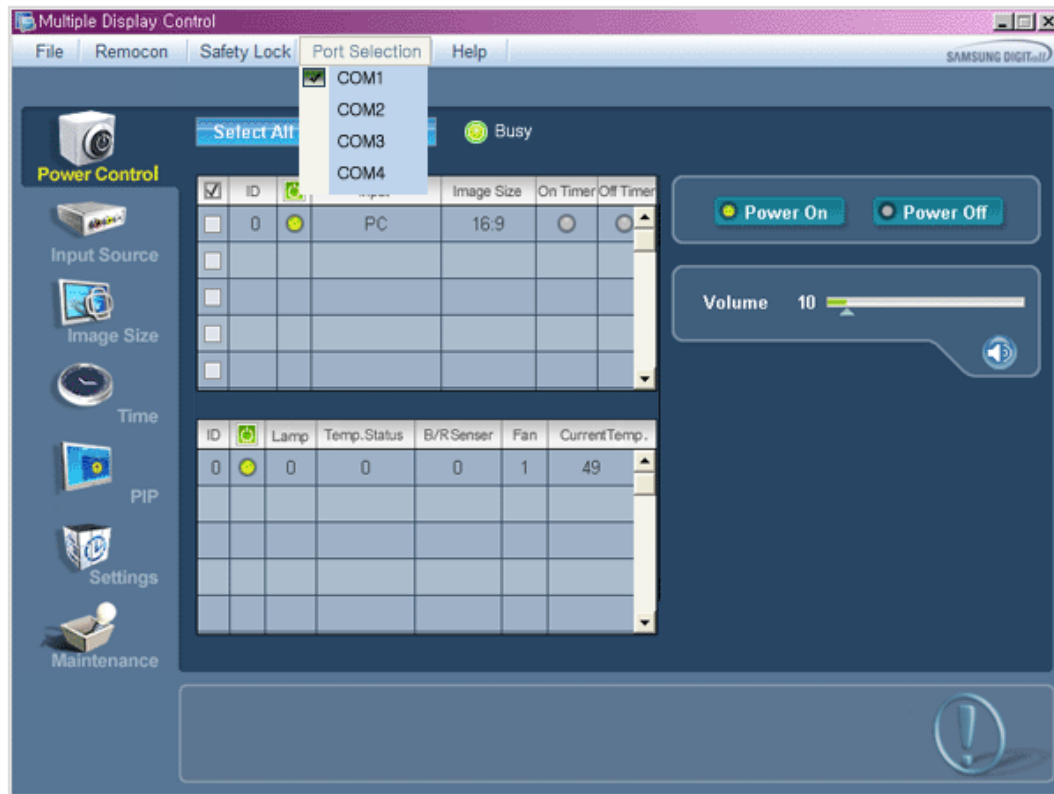 Multiple Display Control
File Remocon Safety Lock Port Selection Help
SAMSUNG DIGITall
COM1
COM2
COM3
COM4
Select All
Busy
Power Control
Input Source
Image Size
Time
PIP
Settings
Maintenance
ID Image Size On Timer Off Timer
0 PC 16:9
ID Lamp Temp.Status B/RSenser Fan CurrentTemp.
0 0 0 0 1 49
Power On Power Off
Volume 10